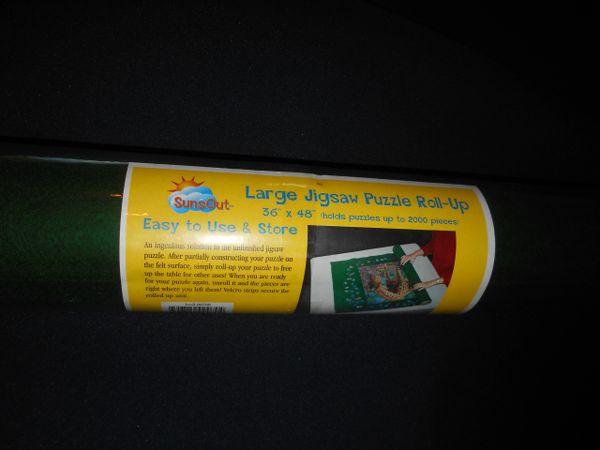 SunsOut
Large Jigsaw Puzzle Roll-Up
36" x 48" (holds puzzles up to 2000 pieces)
Easy to Use & Store
An ingenious solution to the unfinished jigsaw
puzzle. After partially constructing your puzzle on
the felt surface, simply roll-up your puzzle to free
up the table for other uses! When you are ready
for your puzzle again, unroll it and the pieces are
right where you left them! Velcro strips secure the
rolled up unit.